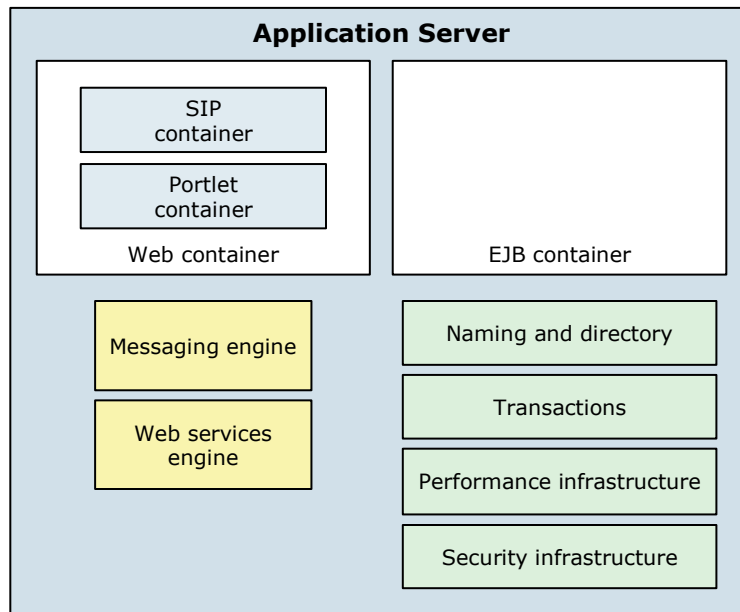 Application Server
SIP
container
Portlet
container
Web container
EJB container
Messaging engine
Web services
engine
Naming and directory
Transactions
Performance infrastructure
Security infrastructure